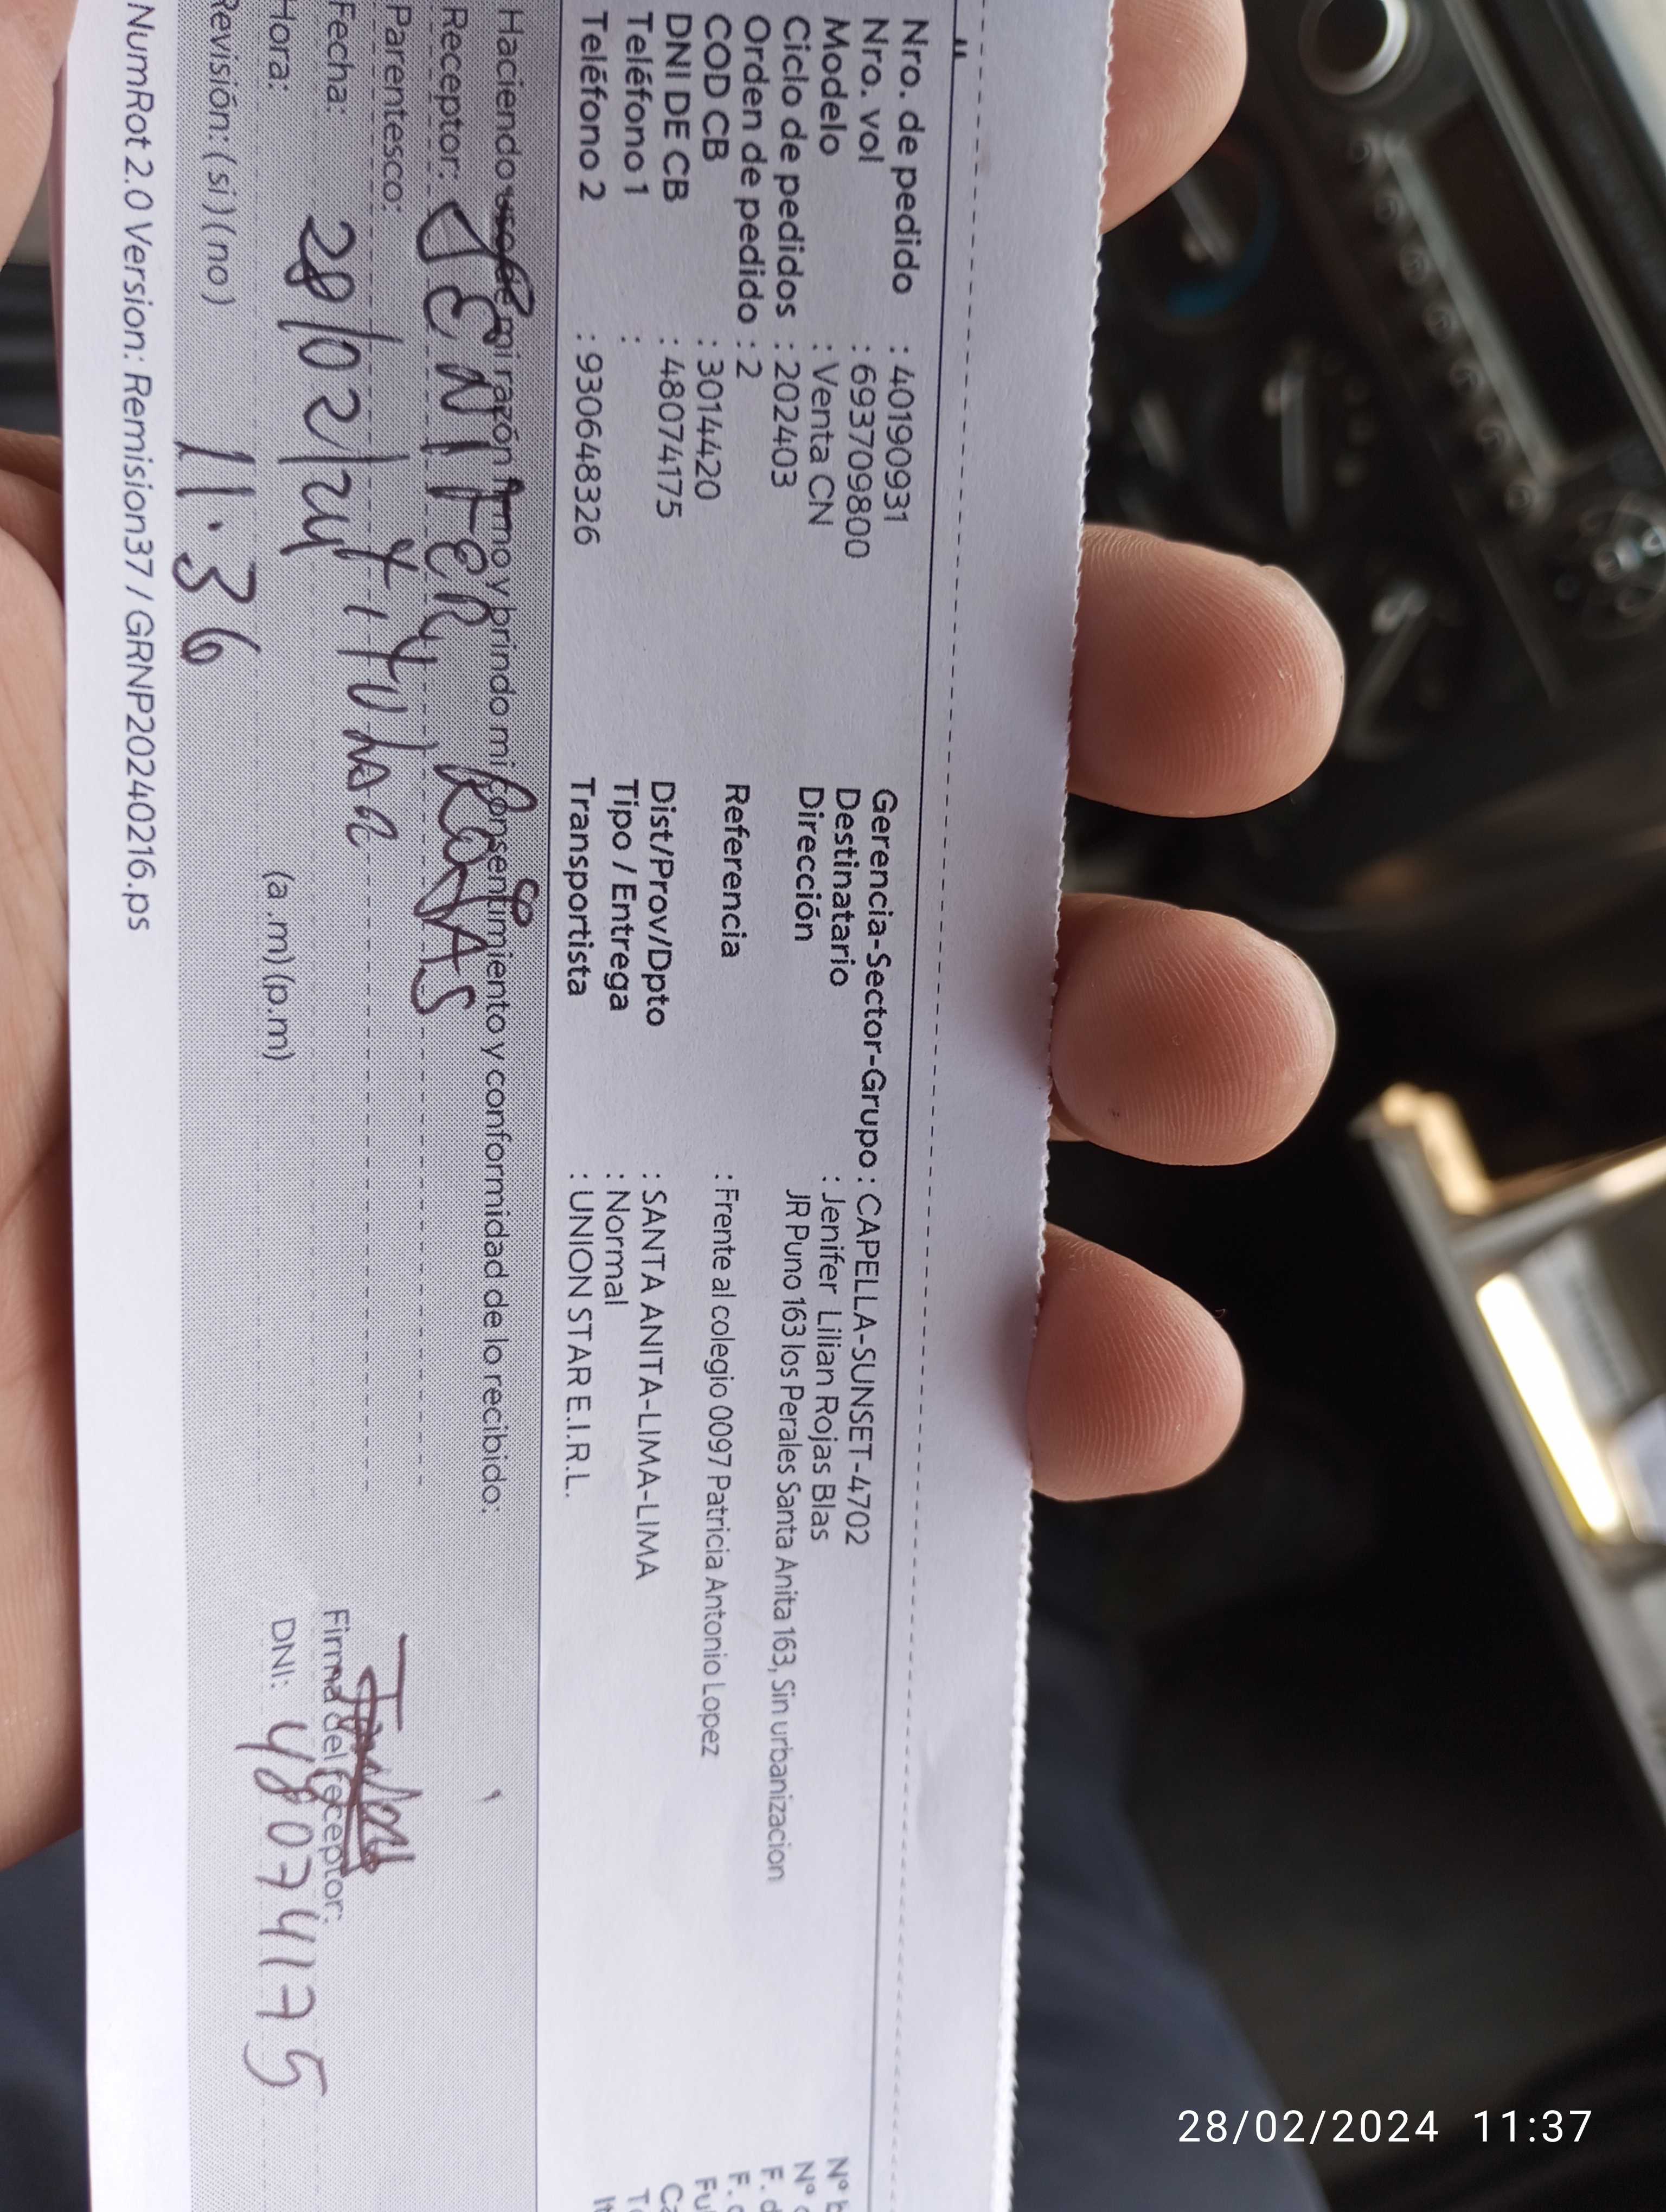 Nro. de pedido : 40190931
Nro. vol : 693709800
Modelo : Venta CN
Ciclo de pedidos : 202403
Orden de pedido : 2
COD CB : 3014420
DNI DE CB : 48074175
Teléfono 1 :
Teléfono 2 : 930648326
Gerencia-Sector-Grupo : CAPELLA-SUNSET-4702
Destinatario : Jenifer Lilian Rojas Blas
Dirección JR Puno 163 los Perales Santa Anita 163, Sin urbanizacion
Referencia : Frente al colegio 0097 Patricia Antonio Lopez
Dist/Prov/Dpto : SANTA ANITA-LIMA-LIMA
Tipo / Entrega : Normal
Transportista : UNION STAR E.I.R.L.
Nº
Nº
F. d
F.
Haciendo mi razón firmo y brindo mi consentimiento y conformidad de lo recibido:
Receptor: JENIFER ROJAS
Parentesco: titular
Fecha: 28/02/24
Hora: 11.36 (a .m) (p.m)
Revisión: ( si ) ( no )
Firma del receptor:
DNI: 48074175
NumRot 2.0 Version: Remision37 / GRNP20240216.ps
28/02/2024 11:37